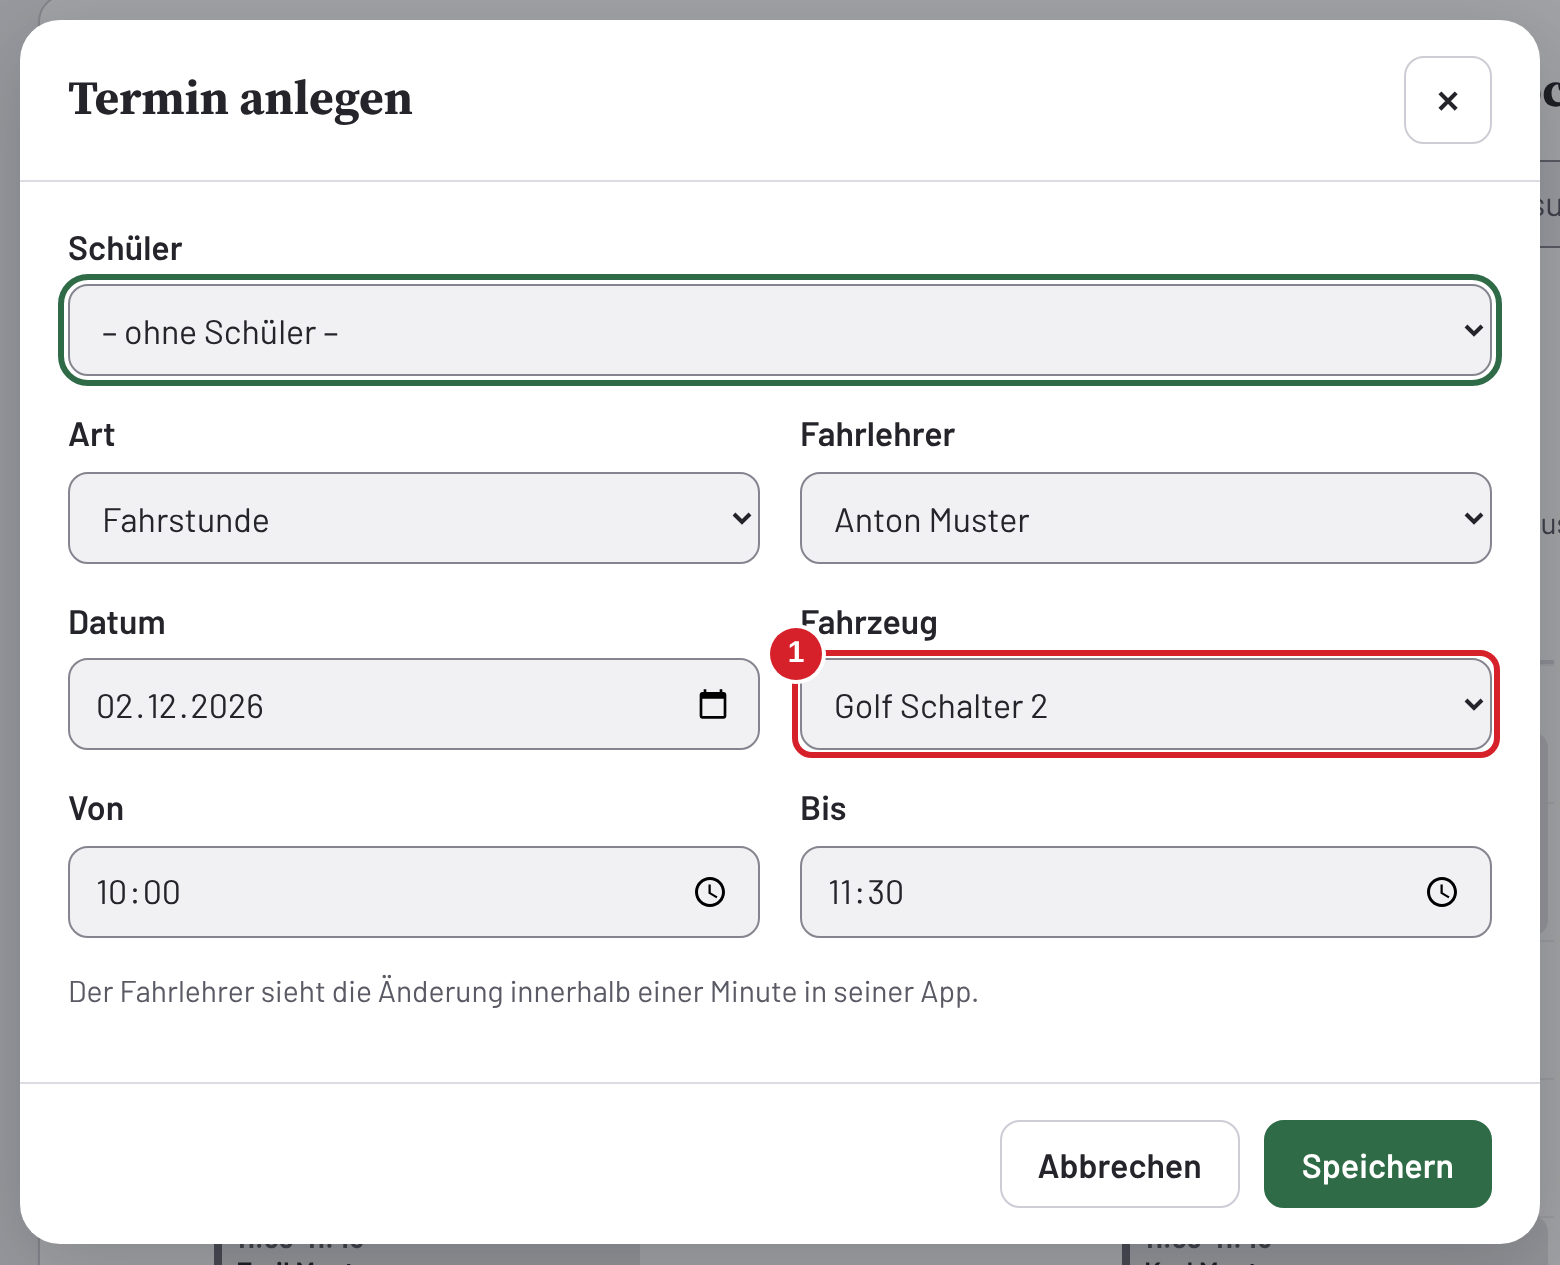 Termin anlegen
Schüler
– ohne Schüler –
Art
Fahrlehrer
Fahrstunde
Anton Muster
Datum
Fahrzeug
1
02.12.2026
Golf Schalter 2
Von
Bis
10:00
11:30
Der Fahrlehrer sieht die Änderung innerhalb einer Minute in seiner App.
Abbrechen
Speichern